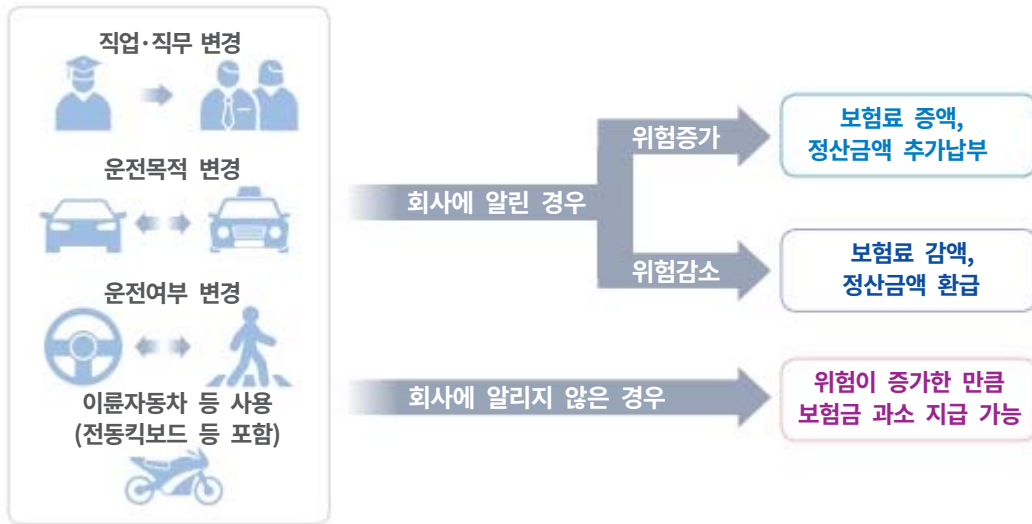 직업·직무 변경
운전목적 변경
운전여부 변경
이륜자동차 등 사용
(전동킥보드 등 포함)
회사에 알린 경우
위험증가
보험료 증액,
정산금액 추가납부
위험감소
보험료 감액,
정산금액 환급
회사에 알리지 않은 경우
위험이 증가한 만큼
보험금 과소 지급 가능